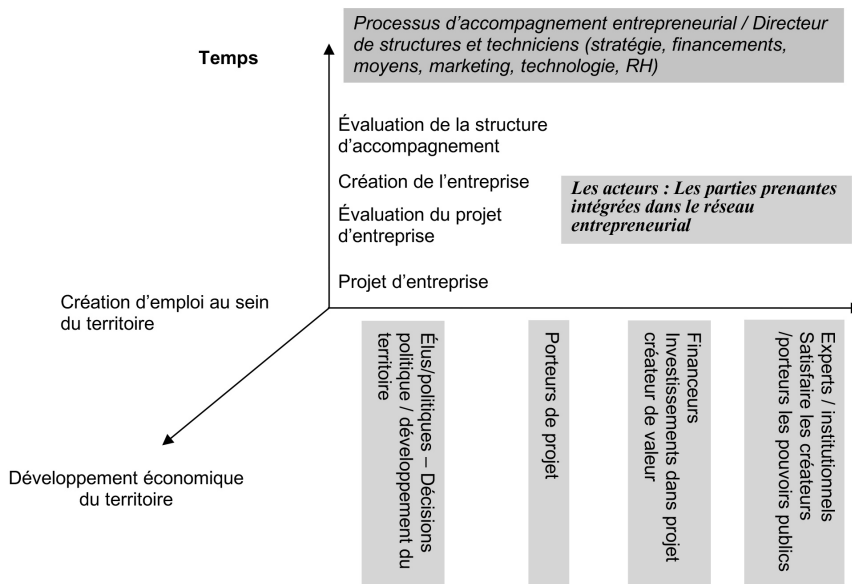 Processus d’accompagnement entrepreneurial / Directeur
de structures et techniciens (stratégie, financements,
moyens, marketing, technologie, RH)
Temps
Évaluation de la structure
d’accompagnement
Création de l’entreprise
Évaluation du projet
d’entreprise
Projet d’entreprise
Les acteurs : Les parties prenantes
intégrées dans le réseau
entrepreneurial
Création d’emploi au sein
du territoire
Développement économique
du territoire
Élus/politiques – Décisions
politique / développement du
territoire
Porteurs de projet
Financeurs
Investissements dans projet
créateur de valeur
Experts / institutionnels
Satisfaire les créateurs
/porteurs les pouvoirs publics